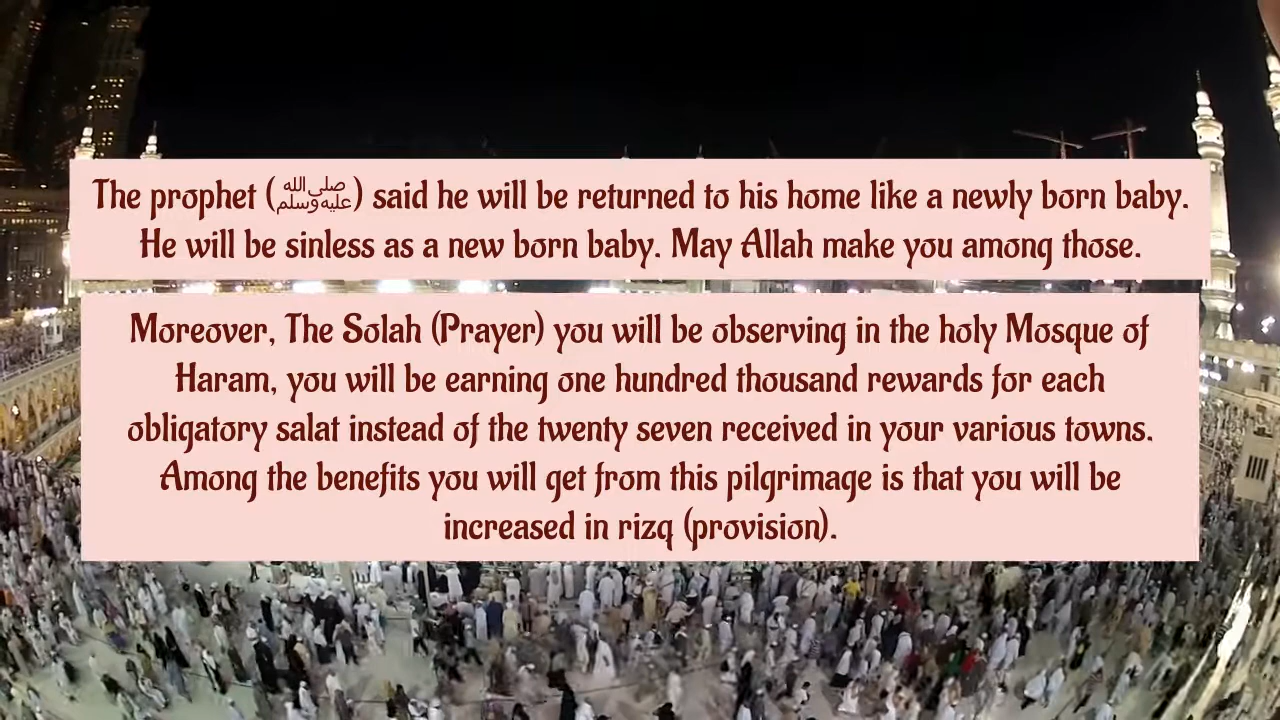 The prophet (ﷺ) said he will be returned to his home like a newly born baby.
He will be sinless as a new born baby. May Allah make you among those.
Moreover, The Solah (Prayer) you will be observing in the holy Mosque of
Haram, you will be earning one hundred thousand rewards for each
obligatory salat instead of the twenty seven received in your various towns.
Among the benefits you will get from this pilgrimage is that you will be
increased in rizq (provision).